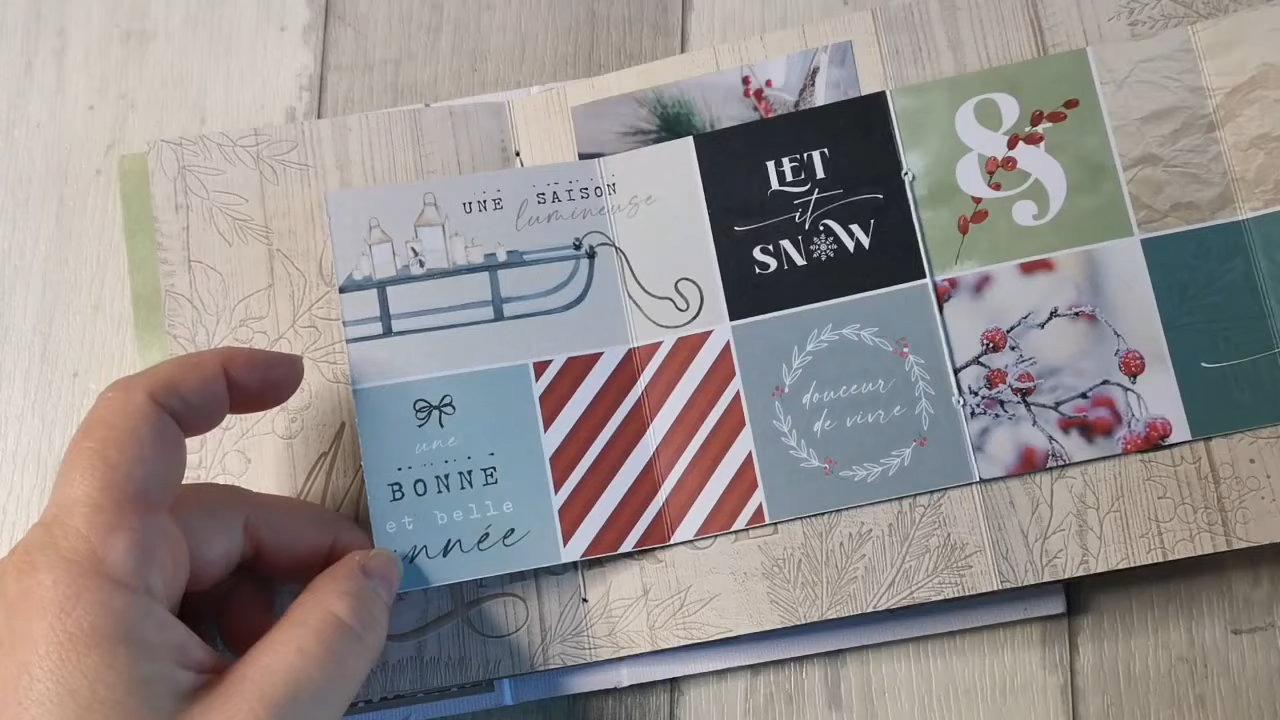 UNE SAISON
lumineuse
LET
it
SNOW
&
une
BONNE
et belle
année
douceur
de vivre